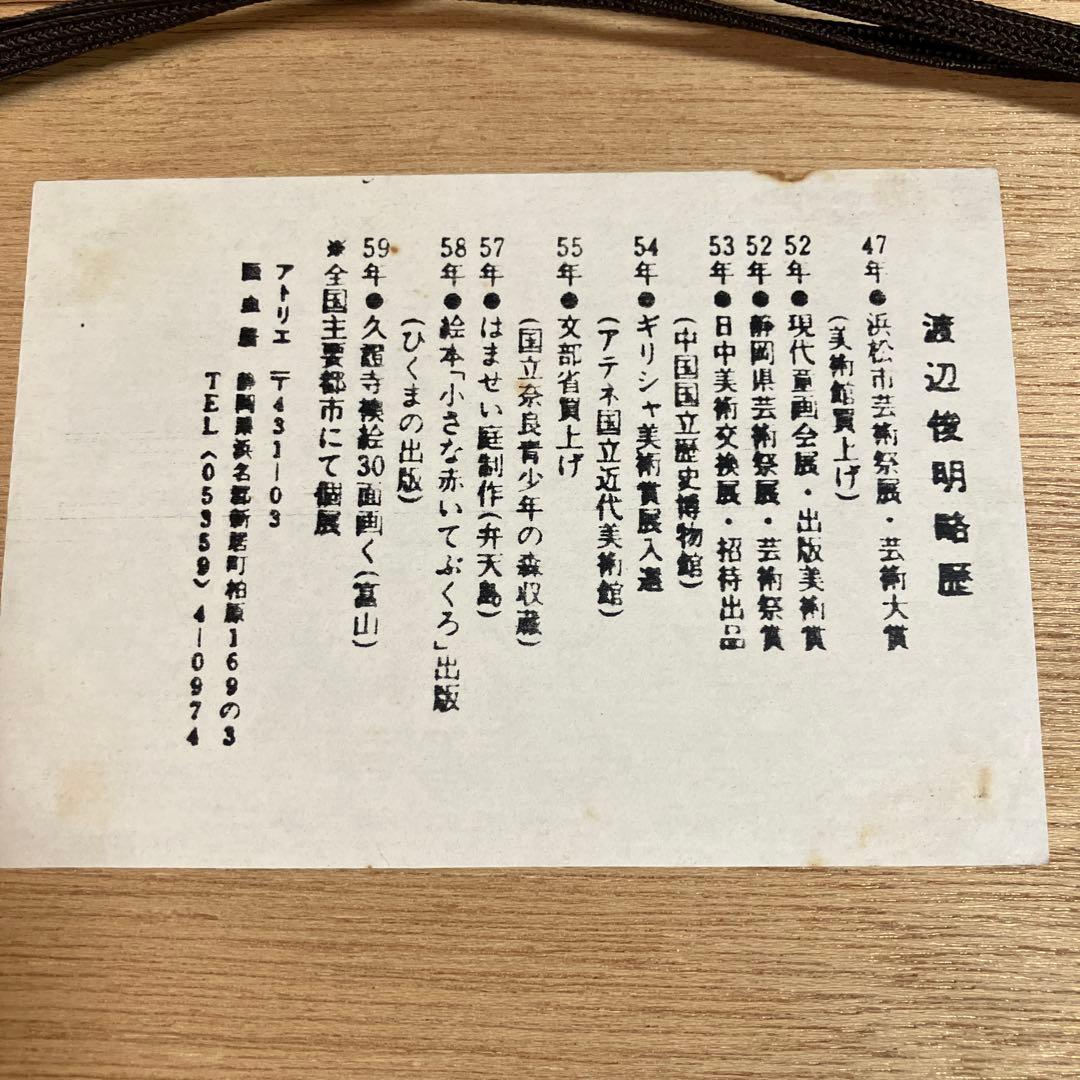 渡辺俊明略歴
47年●浜松市芸術祭展・芸術大賞
(美術館買上げ)
52年●現代童画会展・出版美術賞
52年●静岡県芸術祭展・芸術祭賞
53年●日中美術交換展・招待出品
(中国国立歴史博物館)
54年●ギリシャ美術賞展入選
(アテネ国立近代美術館)
55年●文部省買上げ
(国立奈良青少年の森収蔵)
57年●はませい庭制作(弁天島)
58年●絵本「小さな赤いてぶくろ」出版
(ひくまの出版)
59年●久遠寺襖絵30面画く(富山)
※全国主要都市にて個展
アトリエ 〒431-03
静岡県浜名郡新居町柏原169の3
TEL(05359)4-0974